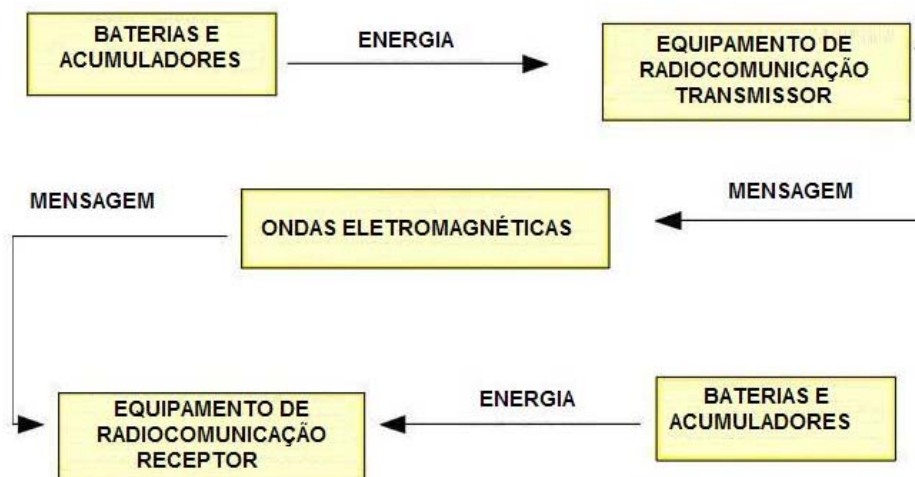 BATERIAS E
ACUMULADORES
ENERGIA
EQUIPAMENTO DE
RADIOCOMUNICAÇÃO
TRANSMISSOR
MENSAGEM
ONDAS ELETROMAGNÉTICAS
MENSAGEM
EQUIPAMENTO DE
RADIOCOMUNICAÇÃO
RECEPTOR
ENERGIA
BATERIAS E
ACUMULADORES